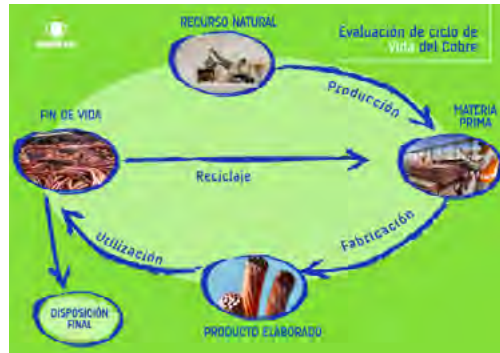 RECURSO NATURAL
Evaluación de ciclo de
Vida del Cobre
Producción
FIN DE VIDA
MATERIA
PRIMA
Reciclaje
Utilización
Fabricación
DISPOSICIÓN
FINAL
PRODUCTO ELABORADO